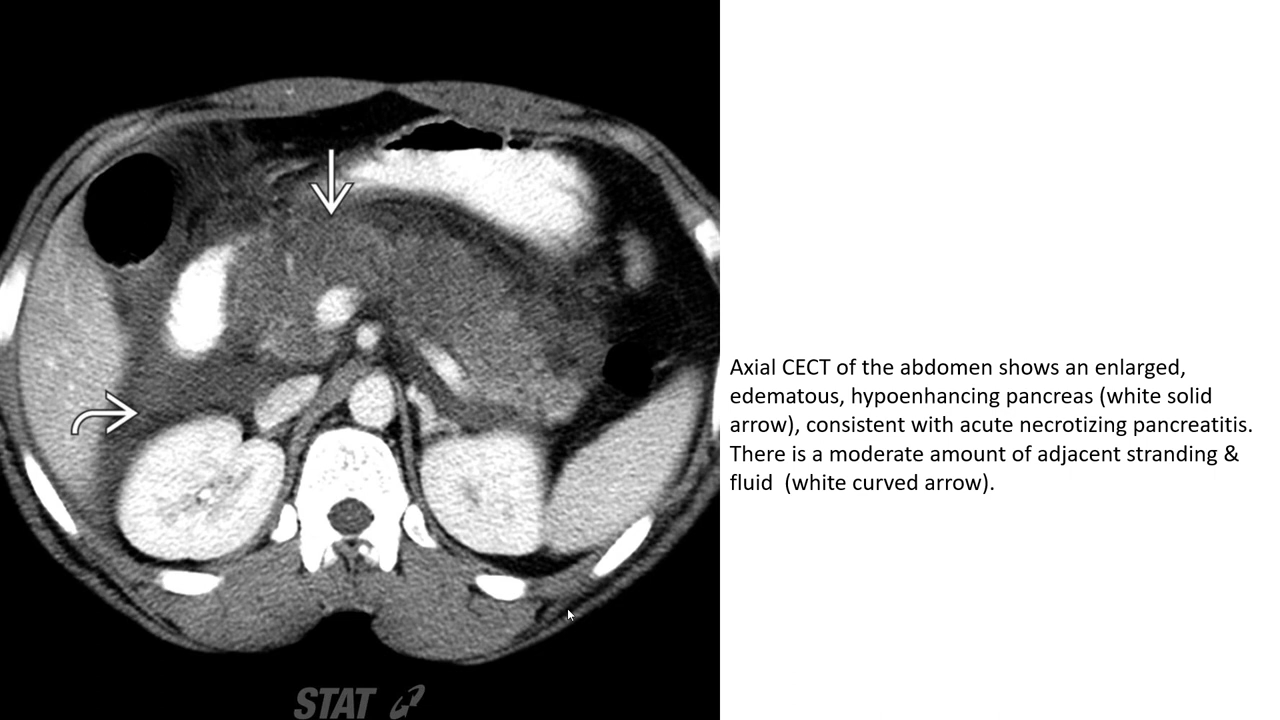 Axial CECT of the abdomen shows an enlarged,
edematous, hypoenhancing pancreas (white solid
arrow), consistent with acute necrotizing pancreatitis.
There is a moderate amount of adjacent stranding &
fluid  (white curved arrow).
STAT